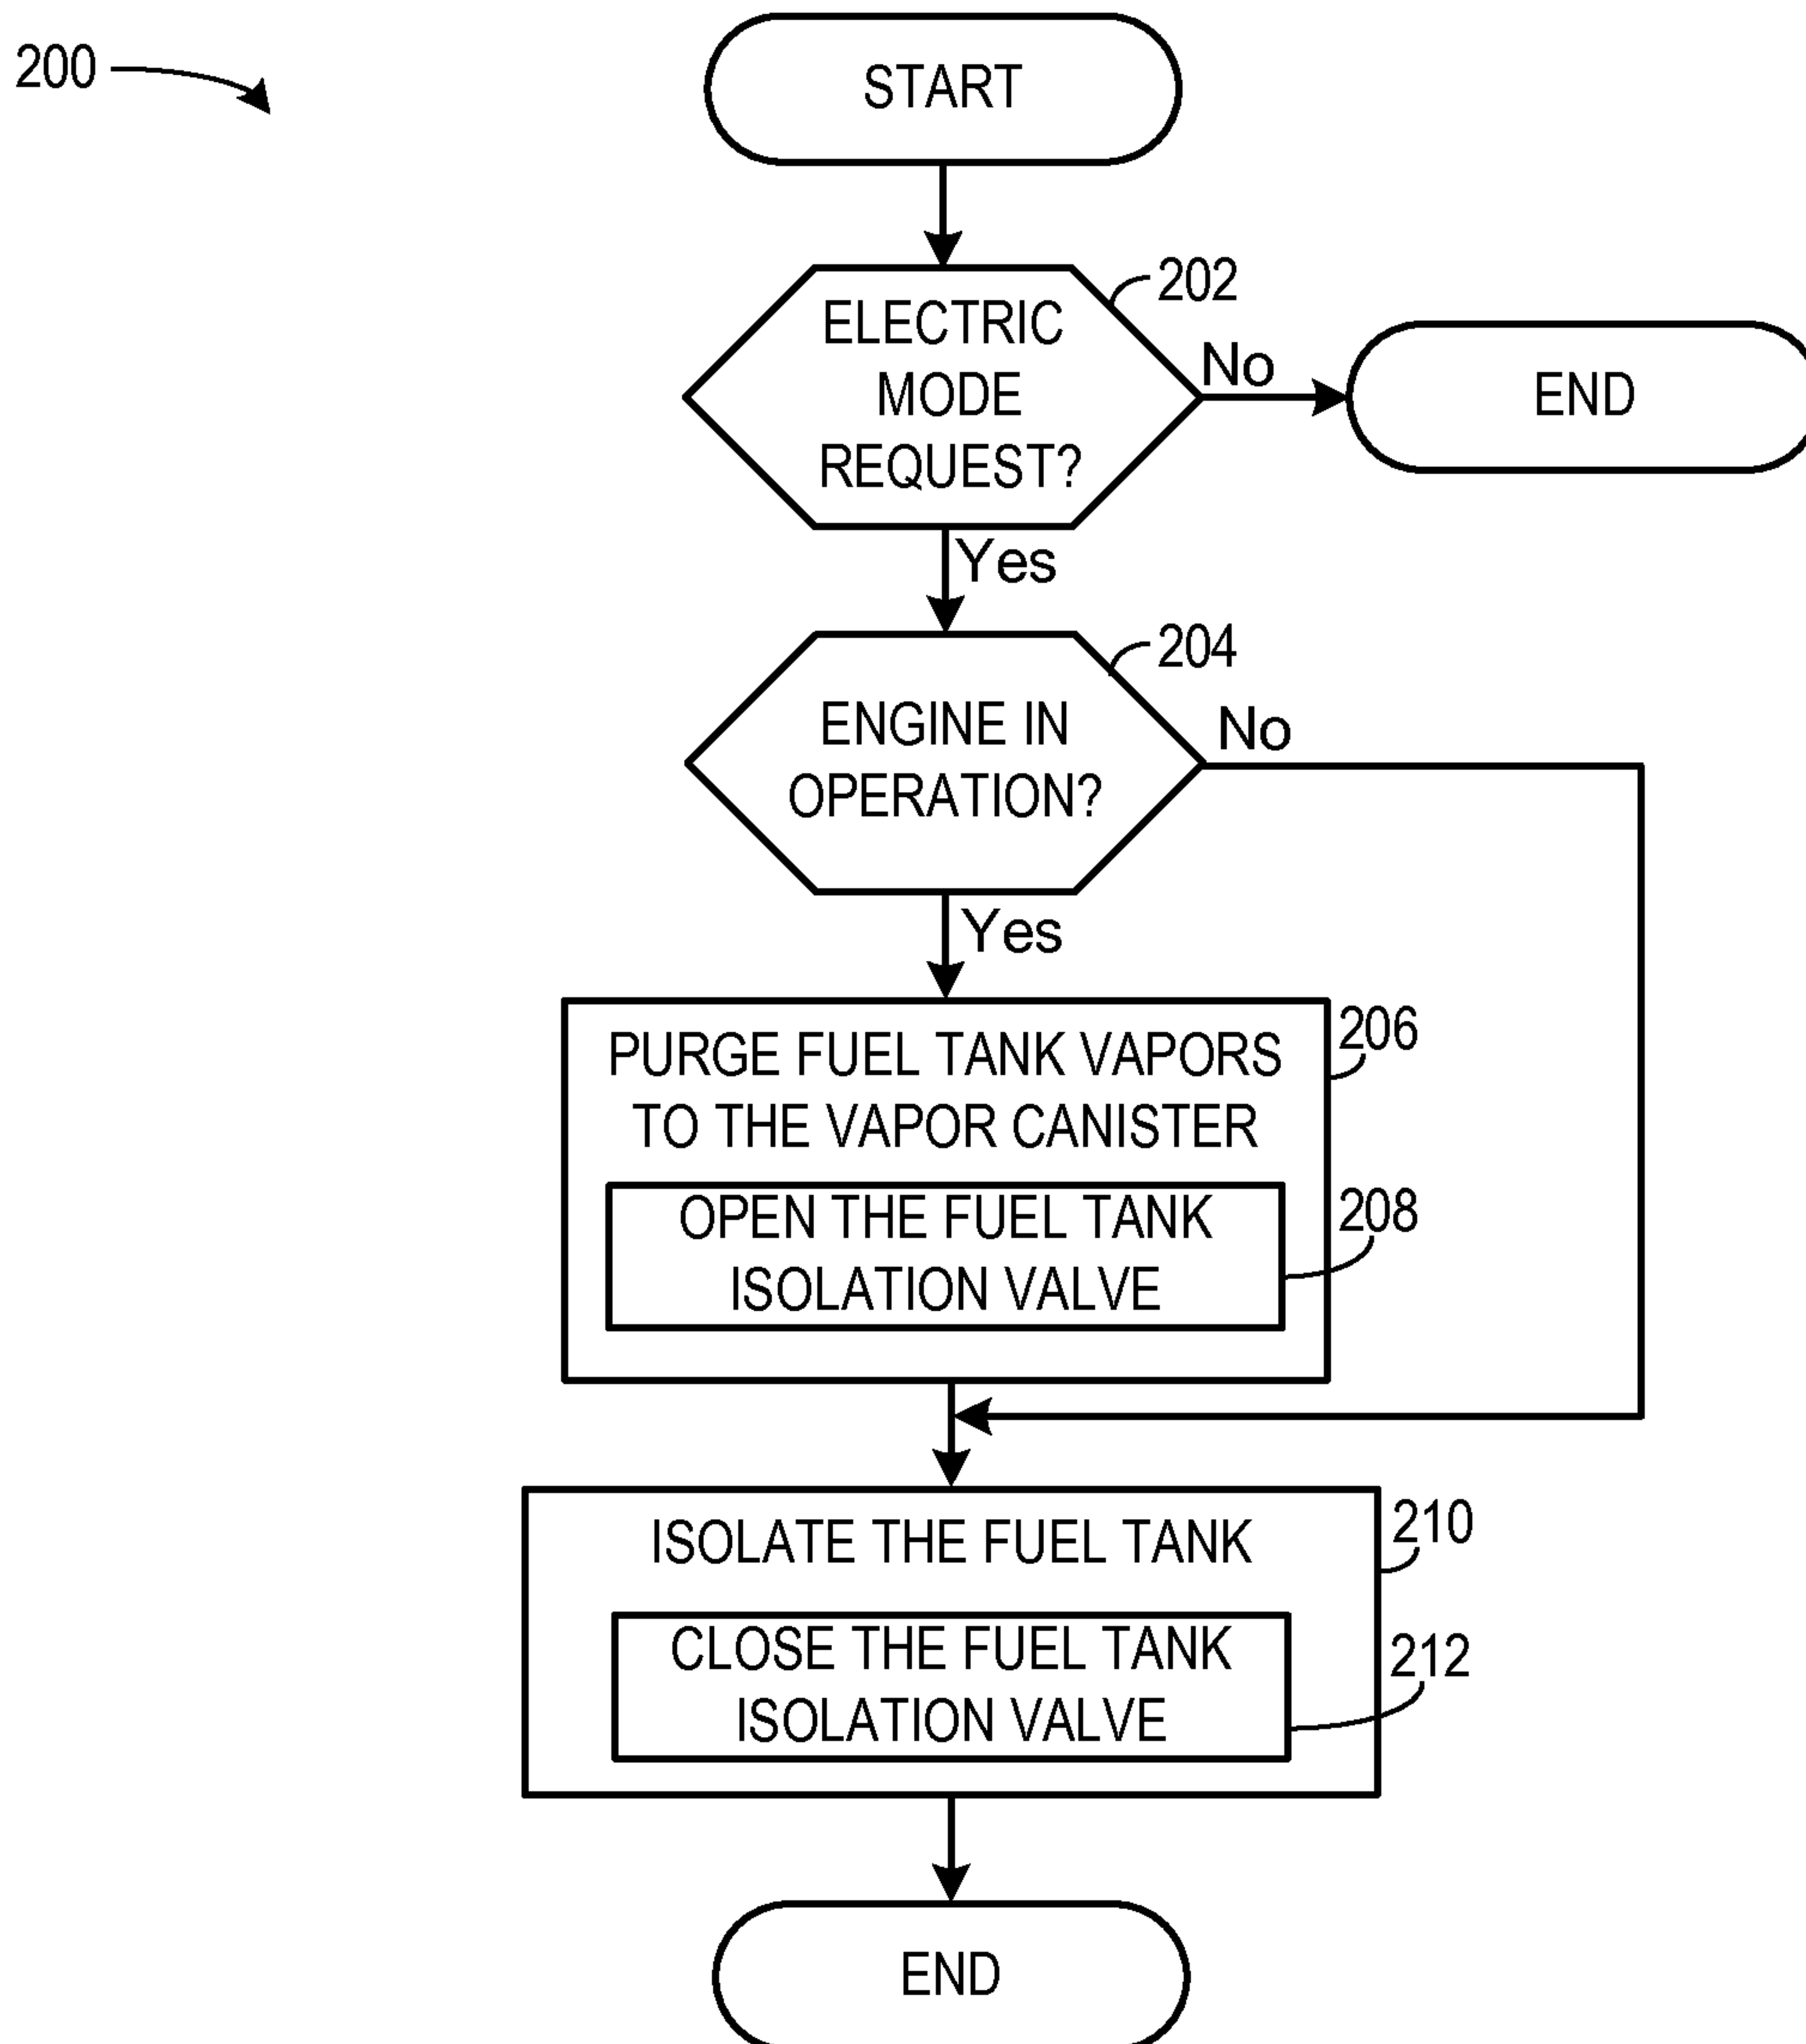 200
START
202
ELECTRIC
MODE
REQUEST?
No
END
Yes
204
ENGINE IN
OPERATION?
No
Yes
206
PURGE FUEL TANK VAPORS
TO THE VAPOR CANISTER
208
OPEN THE FUEL TANK
ISOLATION VALVE
210
ISOLATE THE FUEL TANK
212
CLOSE THE FUEL TANK
ISOLATION VALVE
END